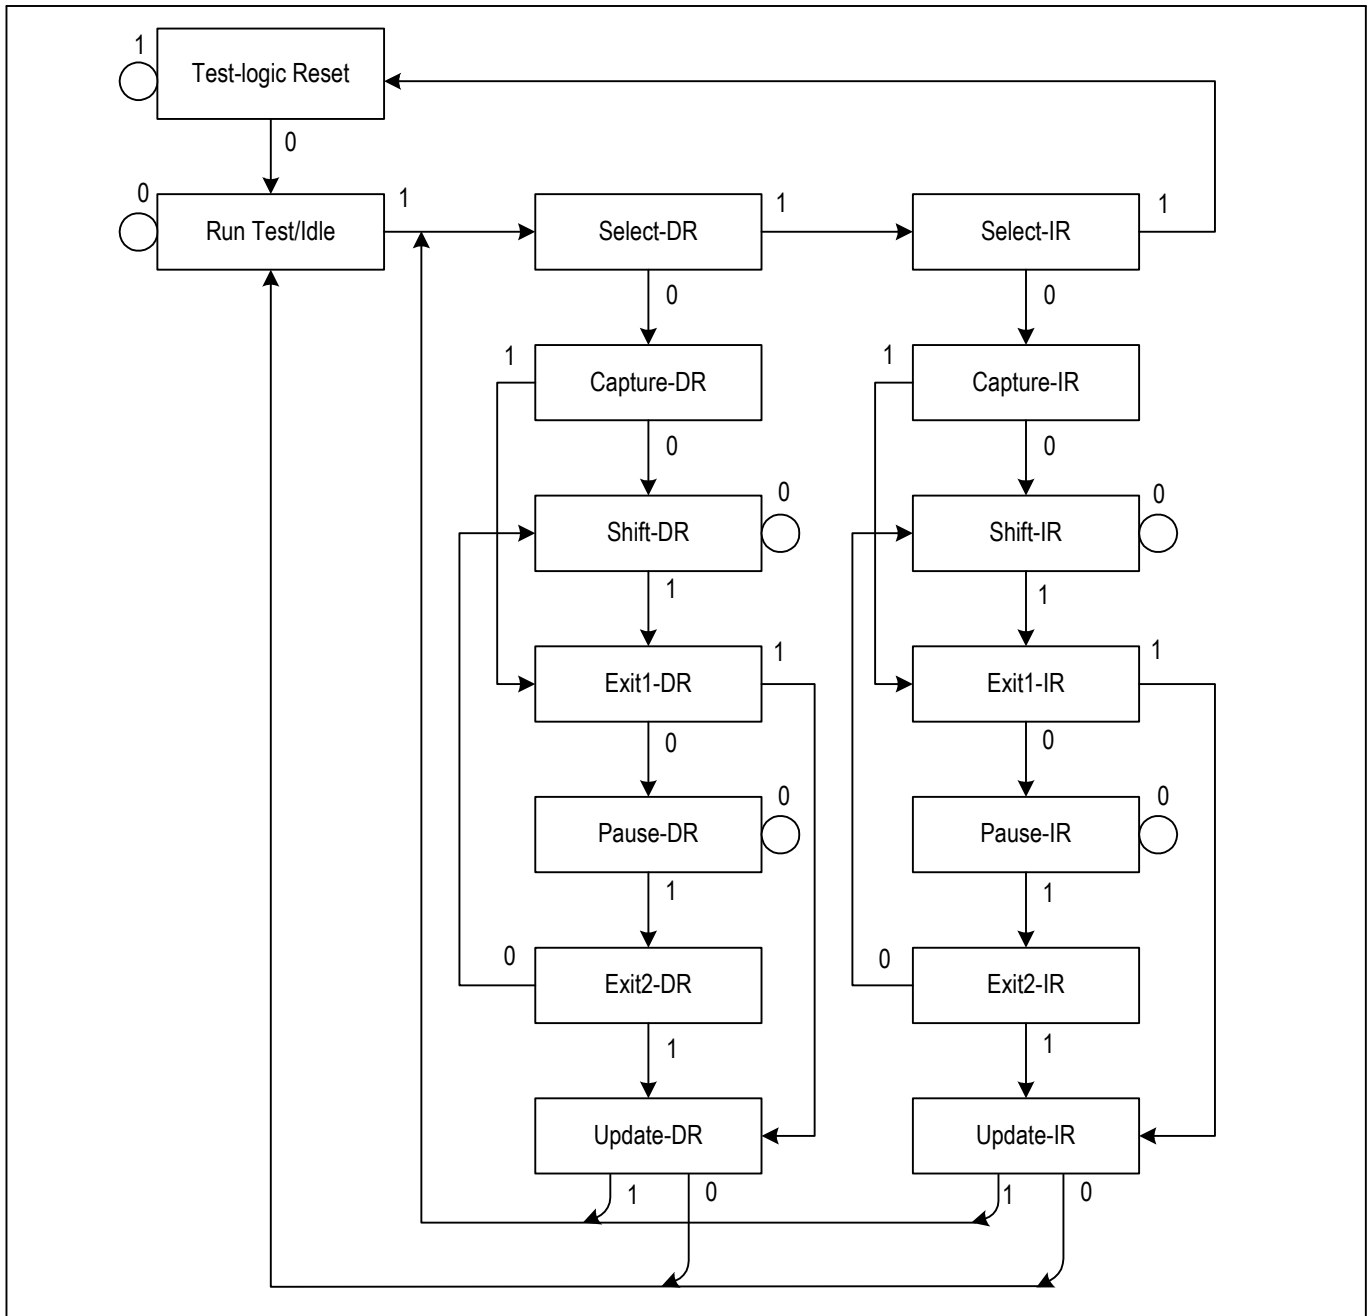 1
Test-logic Reset
0
0
Run Test/Idle
1
Select-DR
1
Select-IR
1
0
0
1
Capture-DR
1
Capture-IR
0
0
Shift-DR
0
Shift-IR
0
1
1
Exit1-DR
1
Exit1-IR
1
0
0
Pause-DR
0
Pause-IR
0
1
1
0
Exit2-DR
0
Exit2-IR
1
1
Update-DR
Update-IR
1
0
1
0